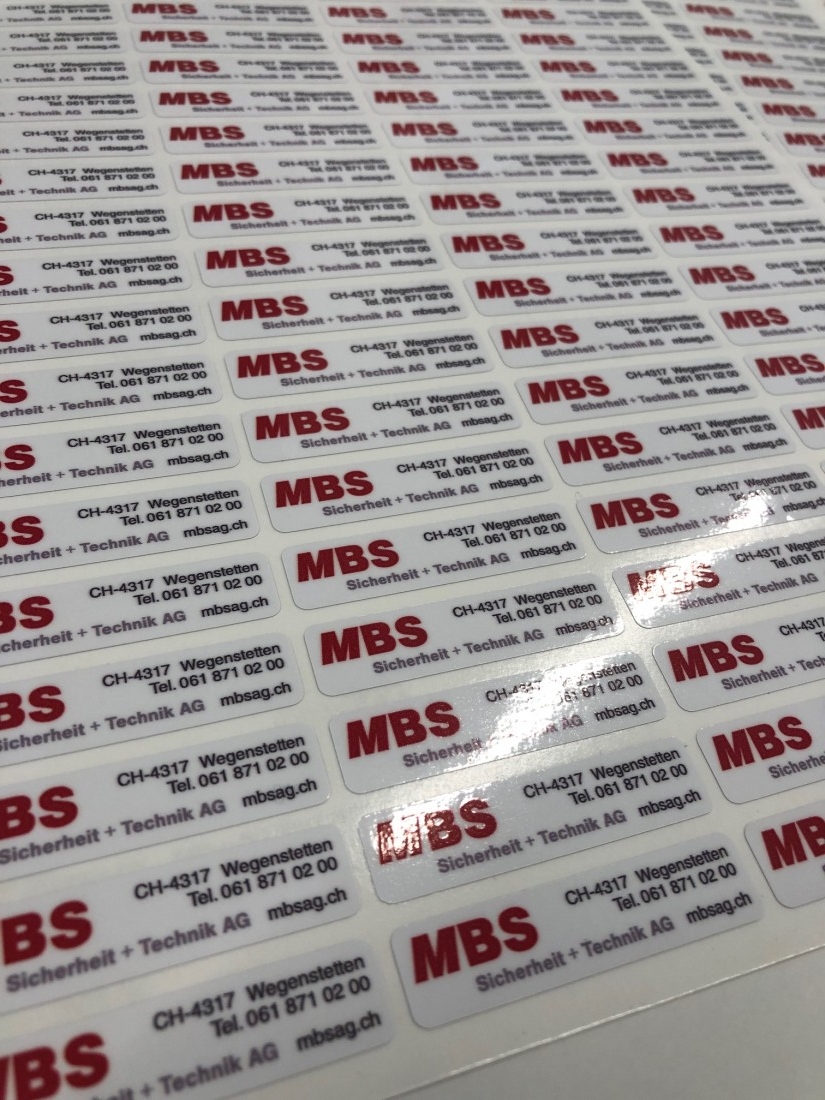 MBS
CH-4317 Wegenstetten
Tel. 061 871 02 00
Sicherheit + Technik AG mbsag.ch